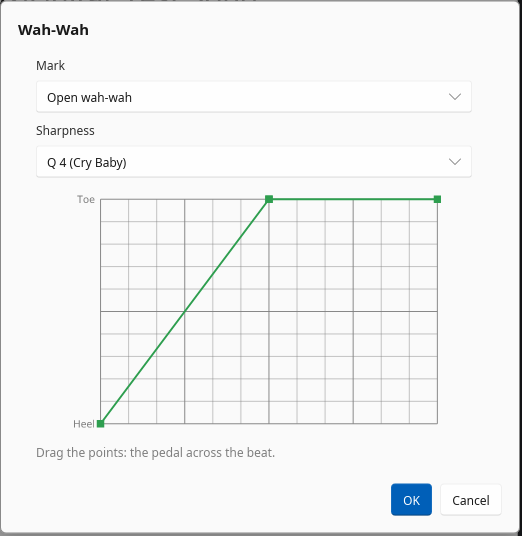 Wah-Wah
Mark
Open wah-wah
Sharpness
Q 4 (Cry Baby)
Toe
Heel
Drag the points: the pedal across the beat.
OK
Cancel